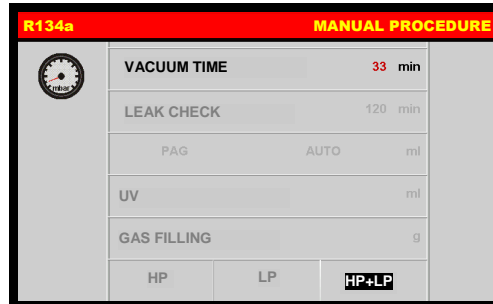 R134a MANUAL PROCEDURE
mbar
VACUUM TIME 33 min
LEAK CHECK 120 min
PAG AUTO ml
UV ml
GAS FILLING g
HP LP HP+LP